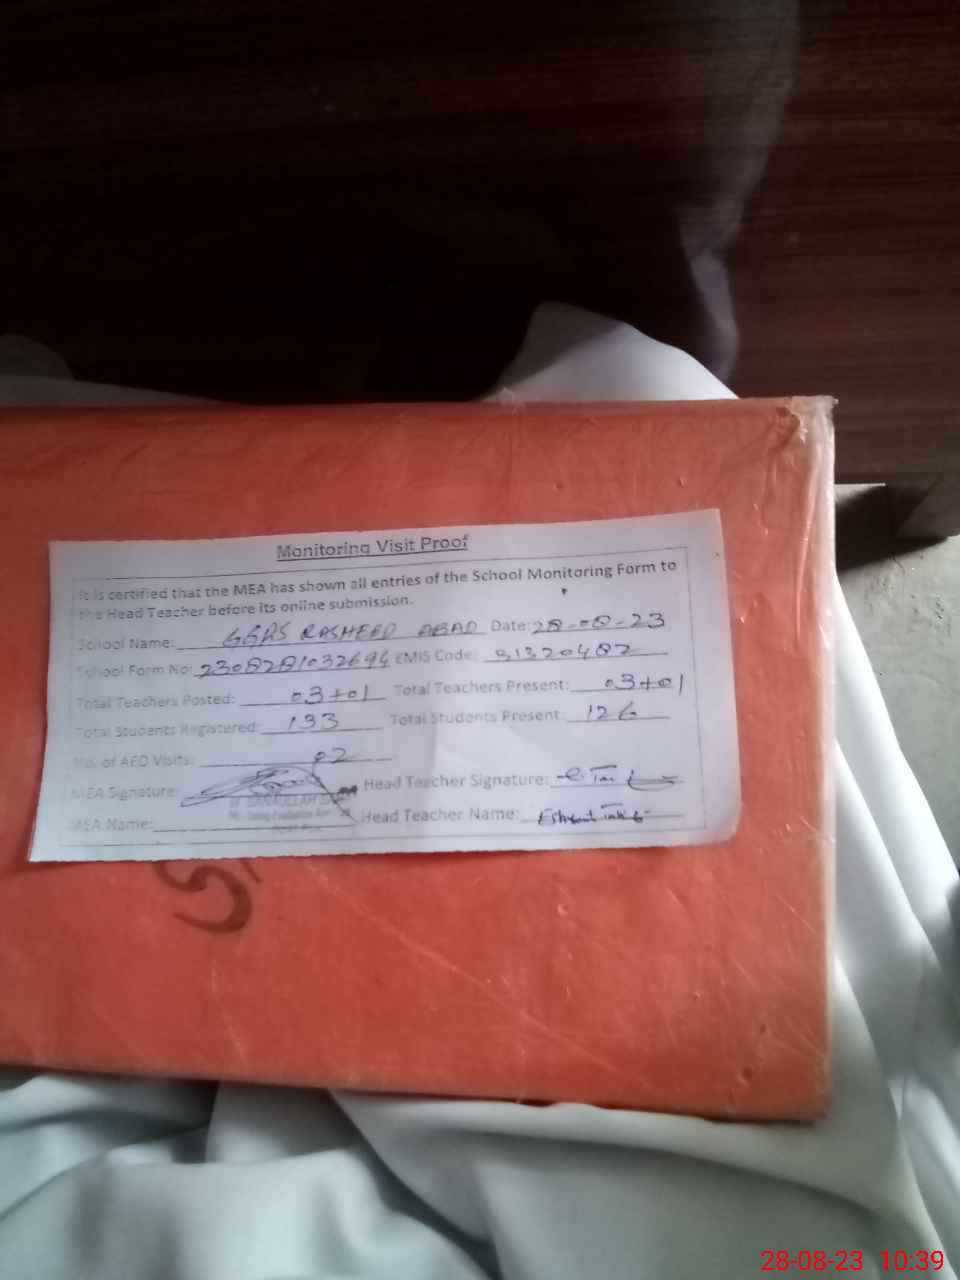 Monitoring Visit Proof
It is certified that the MEA has shown all entries of the School Monitoring Form to
the Head Teacher before its online submission.
School Name: GGPS RASHEED ABAD Date: 28-08-23
School Form No: 2308281032694 EMIS Code: 31320482
Total Teachers Posted: 03+01 Total Teachers Present: 03+01
Total Students Registered: 133 Total Students Present: 126
No. of AEO Visits: 02
MEA Signature: Head Teacher Signature:
SANAULLAH
MEA Name: Head Teacher Name:
28-08-23 10:39